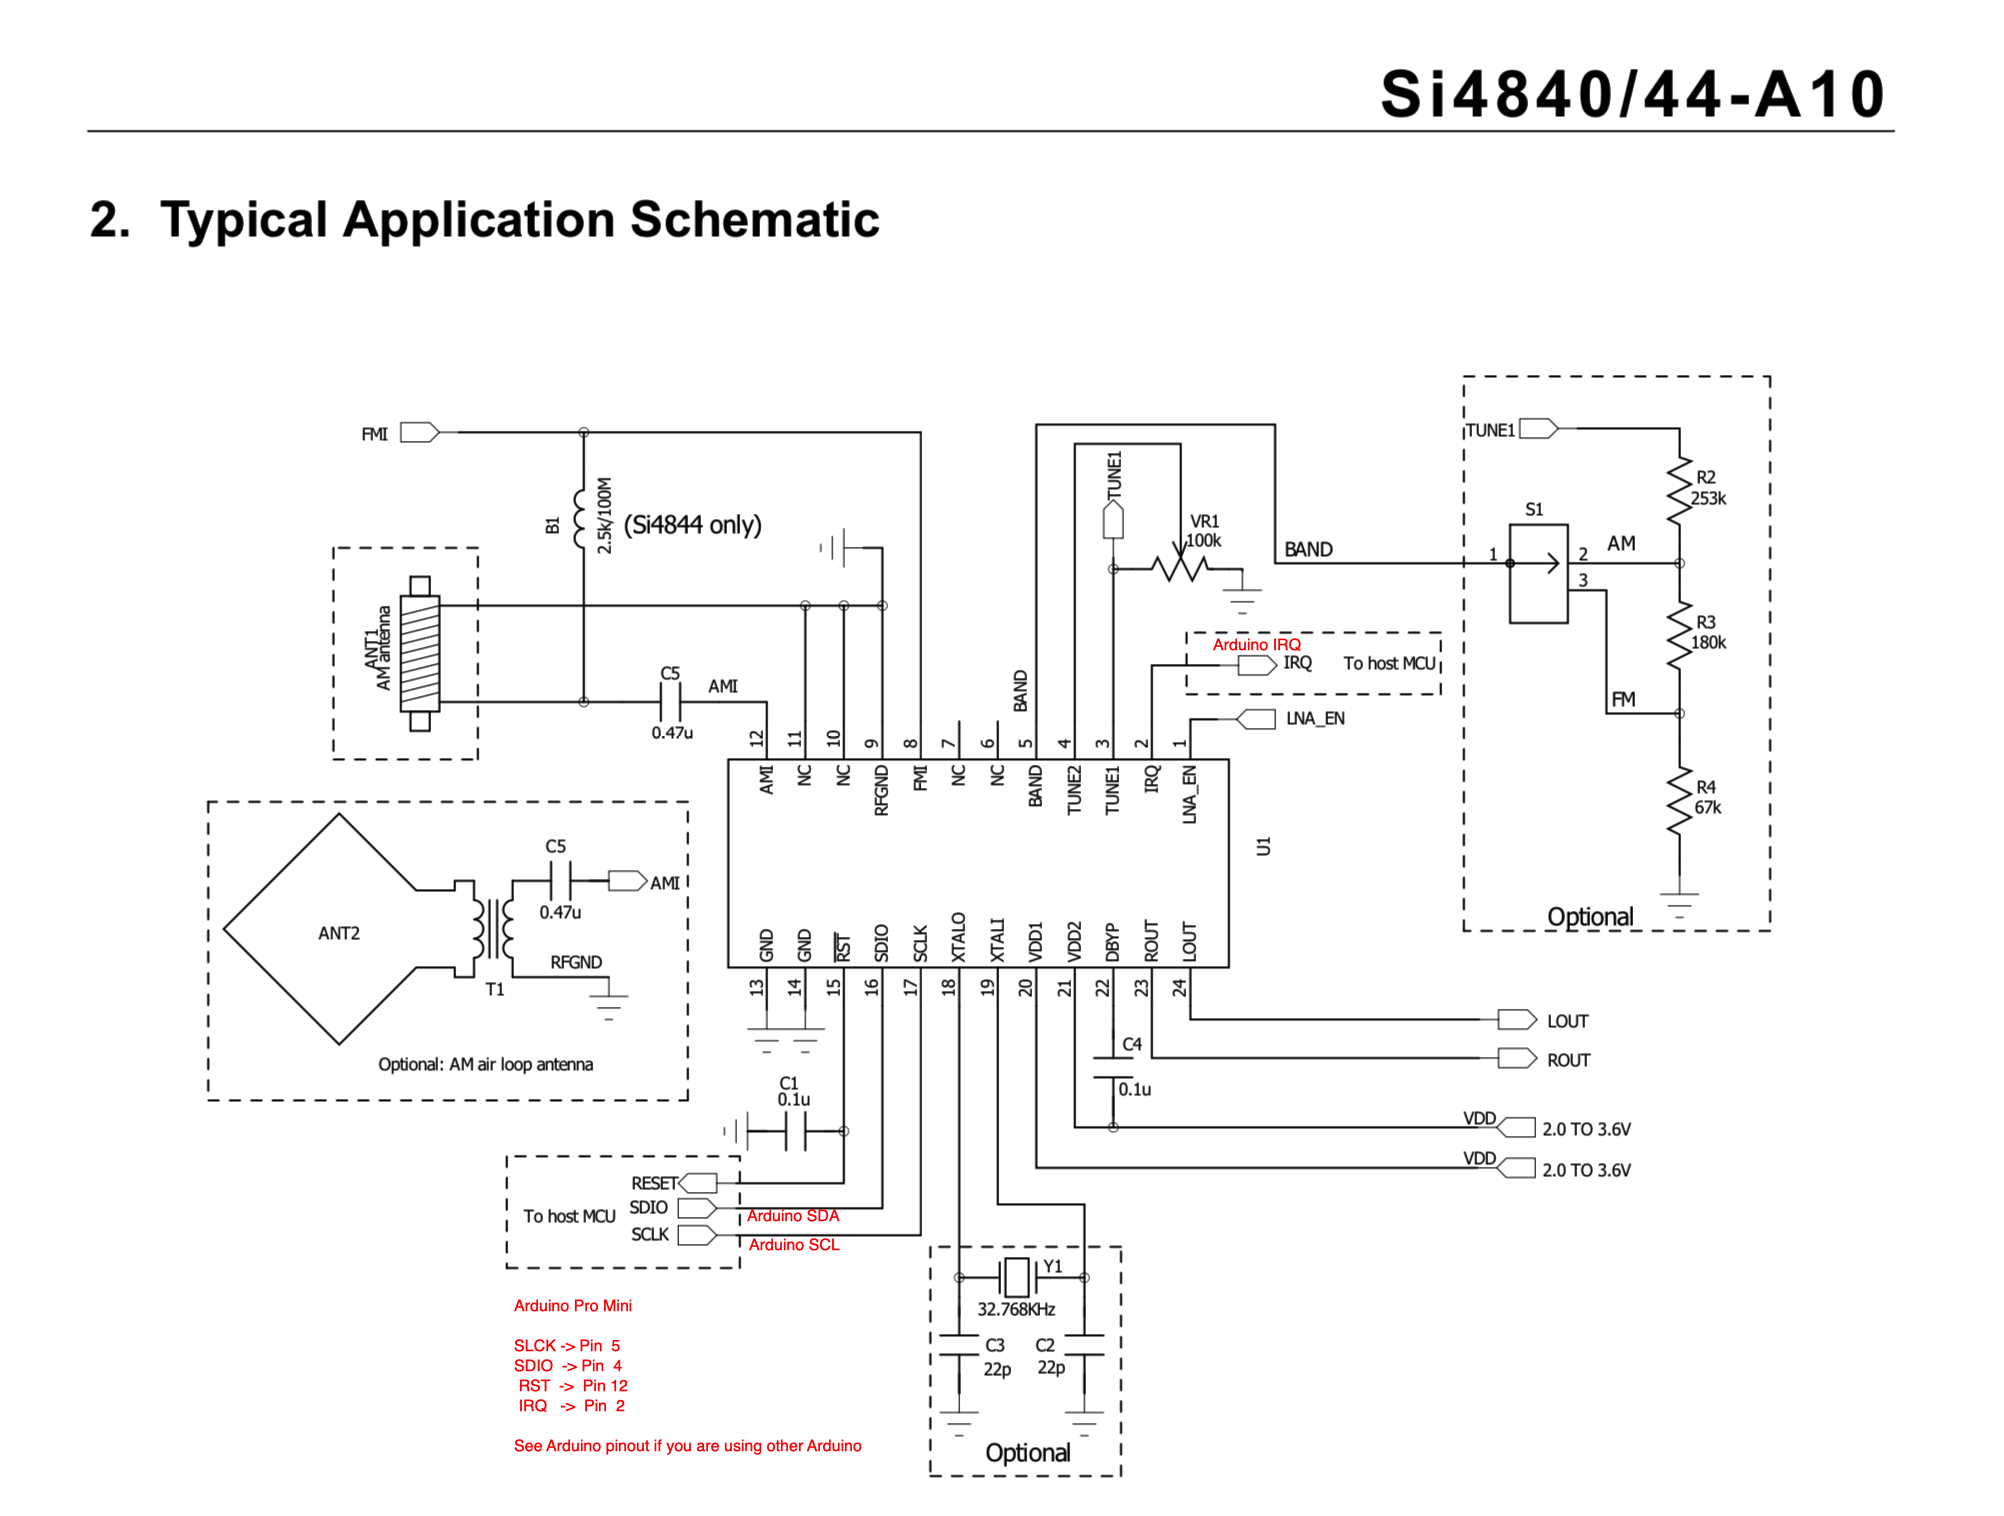 Si4840/44-A10
2. Typical Application Schematic
FMI
B1
2.5k/100M
(Si4844 only)
ANT1
AM antenna
C5
0.47u
AMI
TUNE1
VR1
100k
BAND
BAND
Arduino IRQ
IRQ
To host MCU
LNA_EN
TUNE1
R2
253k
S1
1
2
AM
3
R3
180k
FM
R4
67k
Optional
12
11
10
9
8
7
6
5
4
3
2
1
AMI
NC
NC
RFGND
FMI
NC
NC
BAND
TUNE2
TUNE1
IRQ
LNA_EN
U1
GND
GND
RST
SDIO
SCLK
XTALO
XTALI
VDD1
VDD2
DBYP
ROUT
LOUT
13
14
15
16
17
18
19
20
21
22
23
24
C5
0.47u
AMI
ANT2
RFGND
T1
Optional: AM air loop antenna
C1
0.1u
C4
0.1u
LOUT
ROUT
VDD
2.0 TO 3.6V
VDD
2.0 TO 3.6V
RESET
SDIO
To host MCU
SCLK
Arduino SDA
Arduino SCL
Y1
32.768KHz
C3
22p
C2
22p
Optional
Arduino Pro Mini
SLCK -> Pin 5
SDIO -> Pin 4
RST -> Pin 12
IRQ -> Pin 2
See Arduino pinout if you are using other Arduino